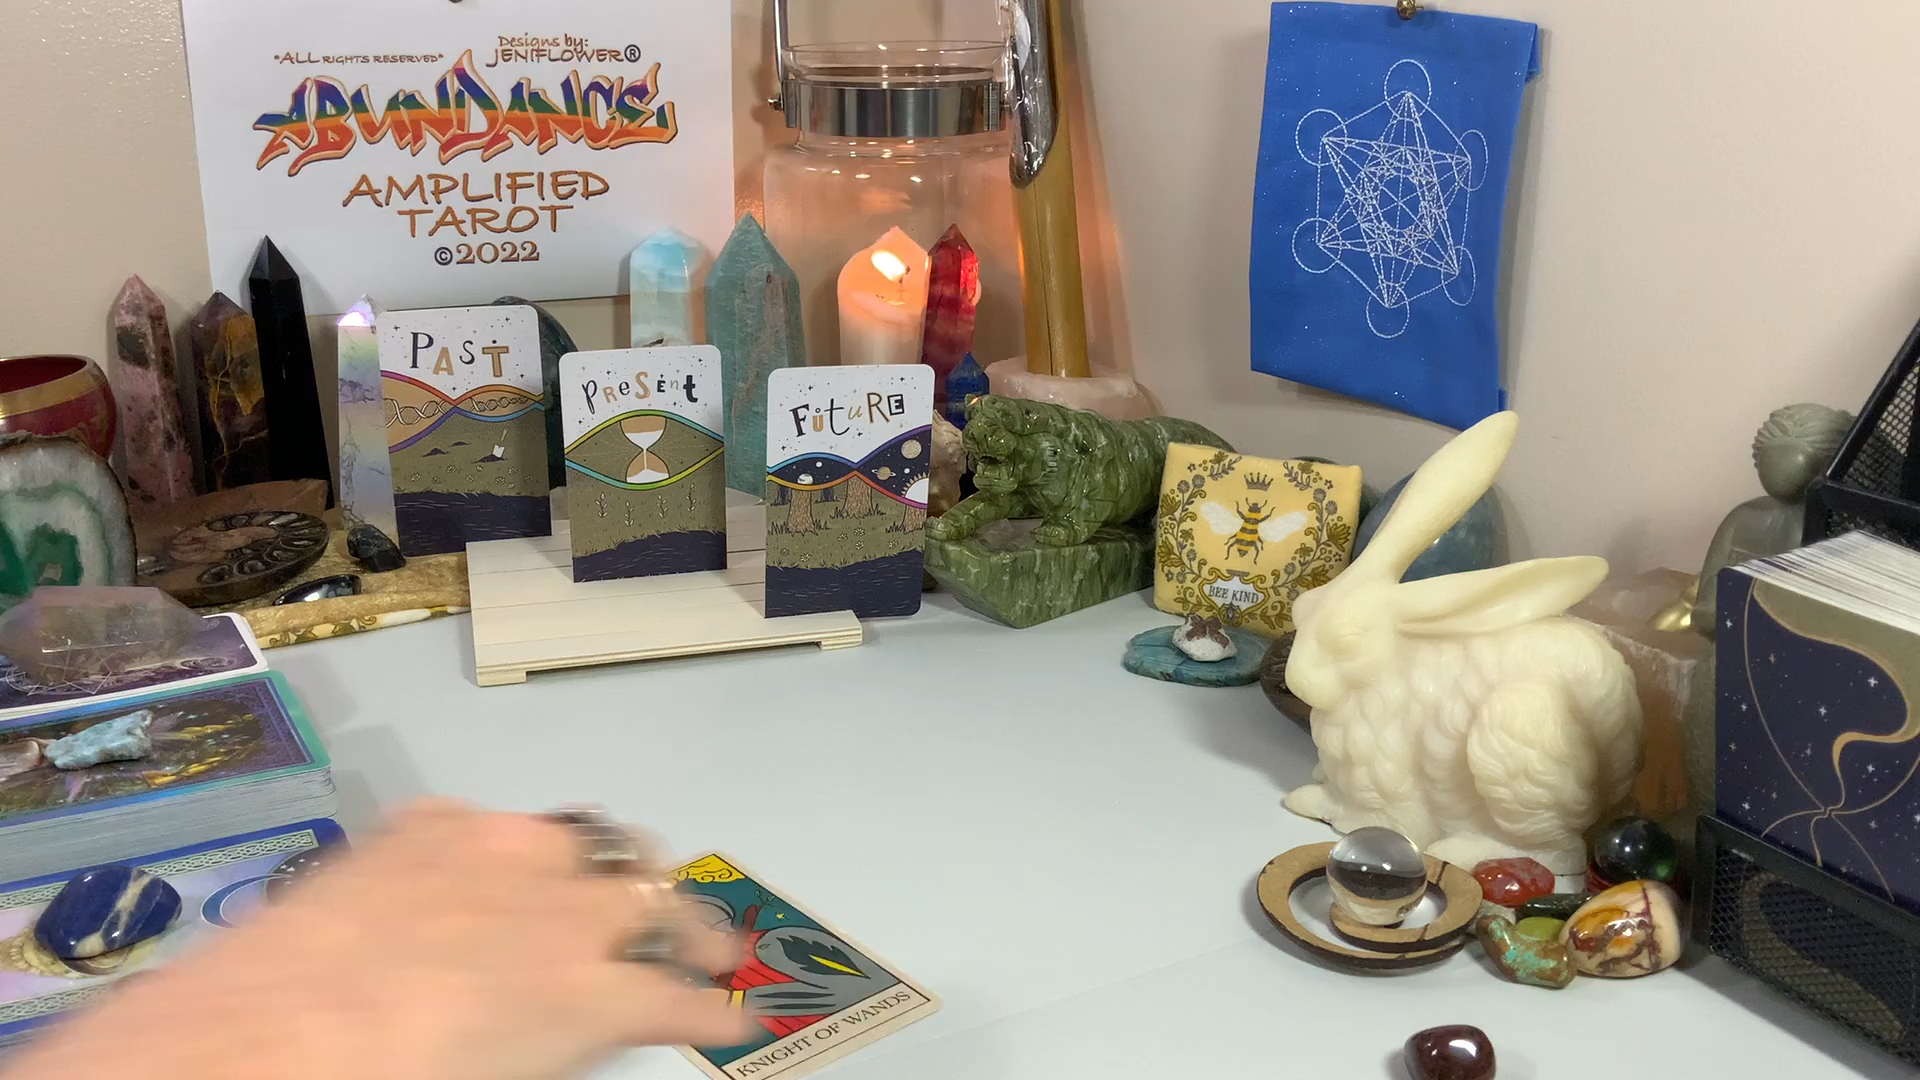 Designs by:
"ALL RIGHTS RESERVED" JENIFLOWER®
ABUNDANCE
AMPLIFIED
TAROT
©2022
PAST
PRESENT
FUTURE
BEE KIND
KNIGHT OF WANDS